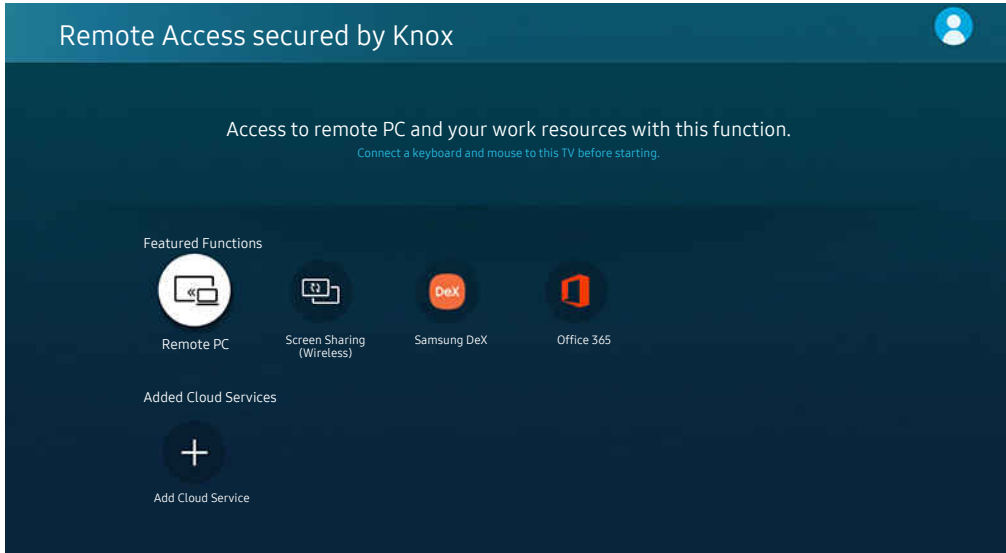 Remote Access secured by Knox
Access to remote PC and your work resources with this function.
Connect a keyboard and mouse to this TV before starting.
Featured Functions
DeX
Remote PC
Screen Sharing
(Wireless)
Samsung DeX
Office 365
Added Cloud Services
Add Cloud Service